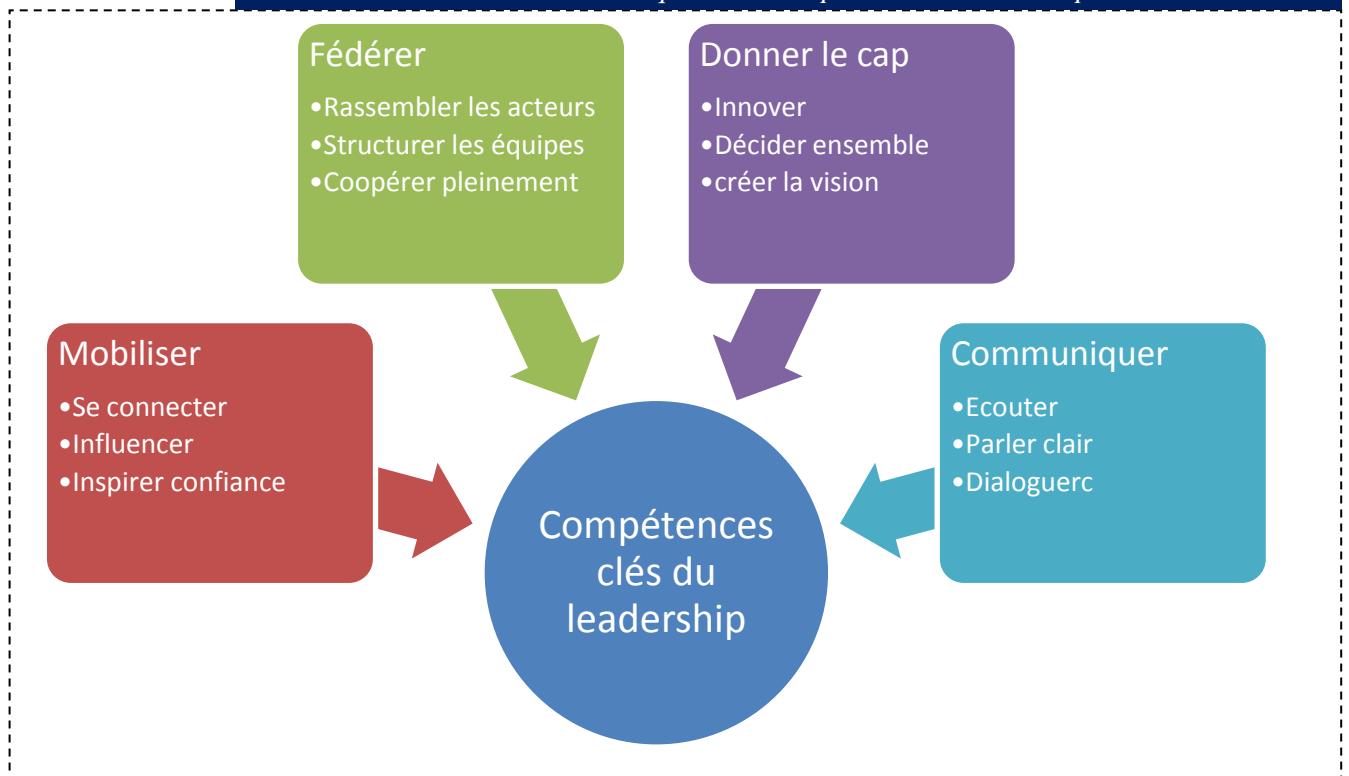 Fédérer
•Rassembler les acteurs
•Structurer les équipes
•Coopérer pleinement
Donner le cap
•Innover
•Décider ensemble
•créer la vision
Mobiliser
•Se connecter
•Influencer
•Inspirer confiance
Communiquer
•Ecouter
•Parler clair
•Dialoguerc
Compétences
clés du
leadership